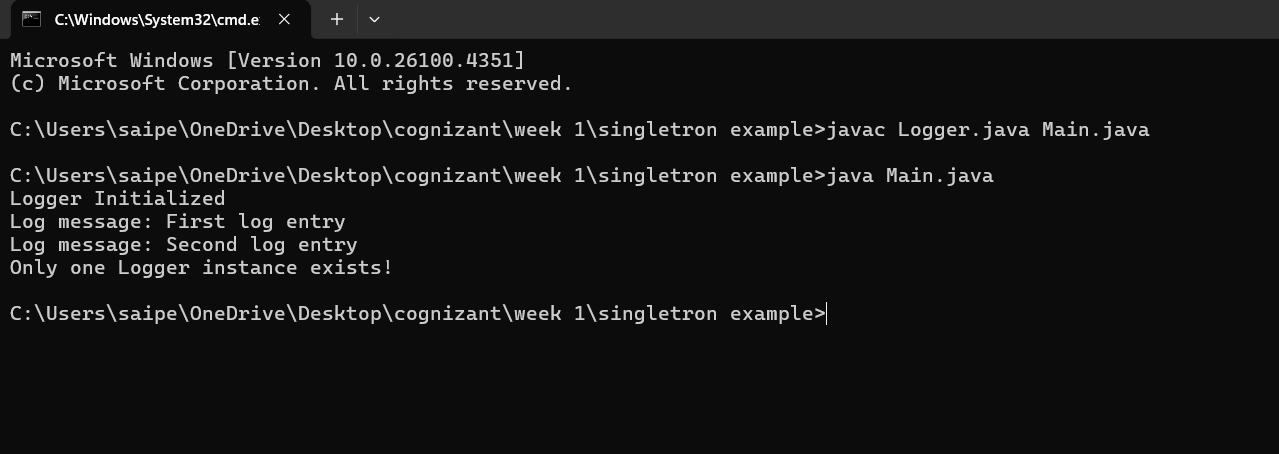 C:\Windows\System32\cmd.e
Microsoft Windows [Version 10.0.26100.4351]
(c) Microsoft Corporation. All rights reserved.
C:\Users\saipe\OneDrive\Desktop\cognizant\week 1\singletron example>javac Logger.java Main.java
C:\Users\saipe\OneDrive\Desktop\cognizant\week 1\singletron example>java Main.java
Logger Initialized
Log message: First log entry
Log message: Second log entry
Only one Logger instance exists!
C:\Users\saipe\OneDrive\Desktop\cognizant\week 1\singletron example>